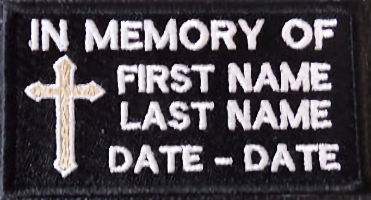 IN MEMORY OF
FIRST NAME
LAST NAME
DATE - DATE